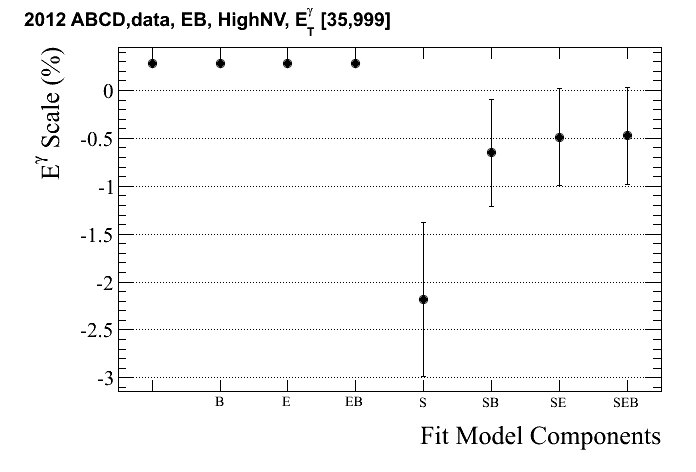 2012 ABCD,data, EB, HighNV, E_T^γ [35,999]
E^γ Scale (%)
0
-0.5
-1
-1.5
-2
-2.5
-3
B E EB S SB SE SEB
Fit Model Components